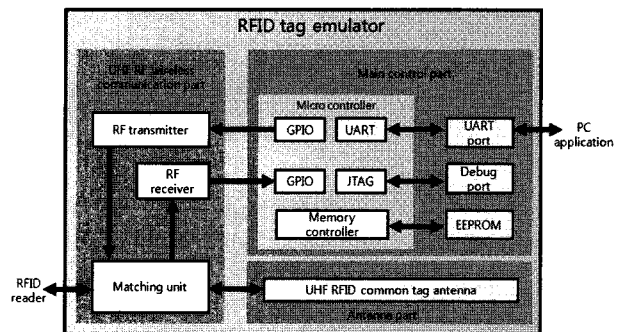 RFID tag emulator
UHF RF wireless
communication part
Main control part
Micro controller
RF transmitter
GPIO
UART
UART
port
PC
application
RF
receiver
GPIO
JTAG
Debug
port
Memory
controller
EEPROM
RFID
reader
Matching unit
UHF RFID common tag antenna
Antenna part